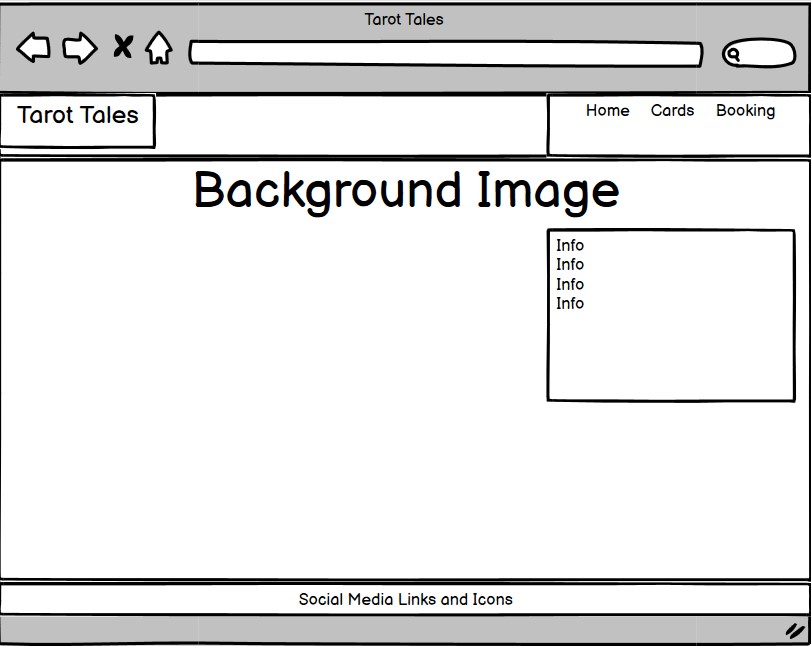 Tarot Tales
Tarot Tales
Home Cards Booking
Background Image
Info
Info
Info
Info
Social Media Links and Icons